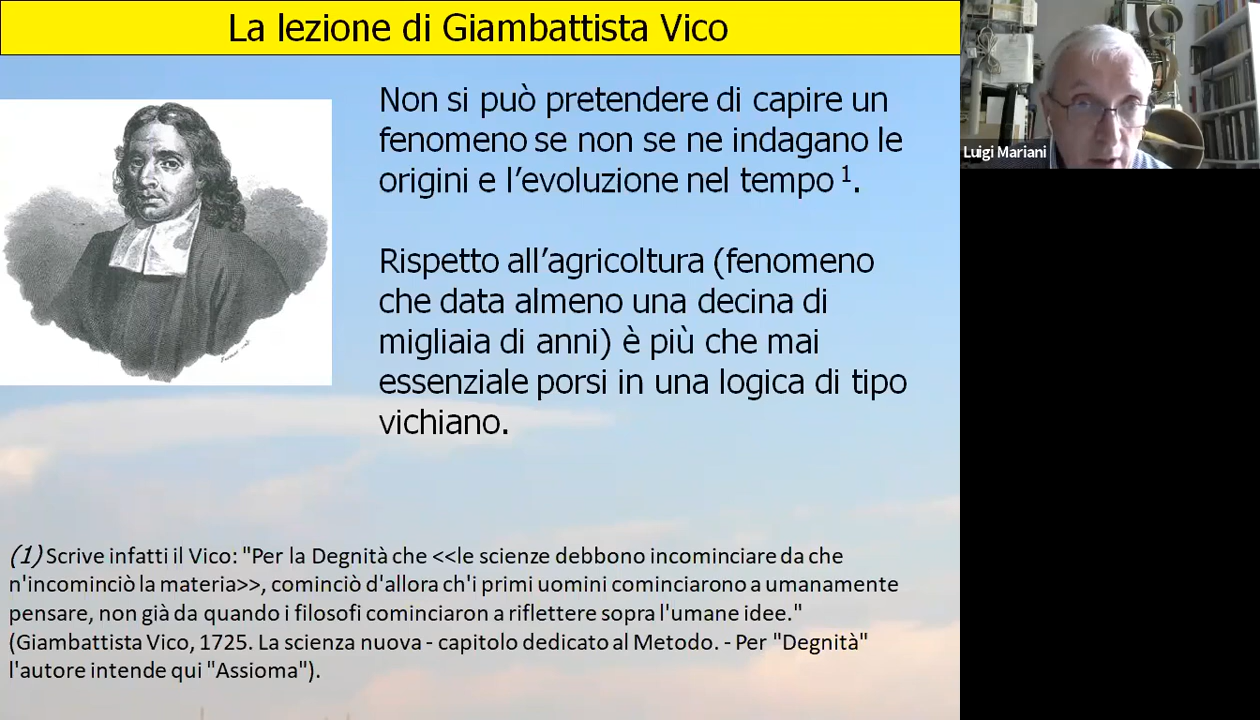 La lezione di Giambattista Vico
Non si può pretendere di capire un
fenomeno se non se ne indagano le
origini e l'evoluzione nel tempo ¹.
Rispetto all'agricoltura (fenomeno
che data almeno una decina di
migliaia di anni) è più che mai
essenziale porsi in una logica di tipo
vichiano.
(1) Scrive infatti il Vico: "Per la Degnità che <<le scienze debbono incominciare da che
n'incominciò la materia>>, cominciò d'allora ch'i primi uomini cominciarono a umanamente
pensare, non già da quando i filosofi cominciaron a riflettere sopra l'umane idee."
(Giambattista Vico, 1725. La scienza nuova - capitolo dedicato al Metodo. - Per "Degnità"
l'autore intende qui "Assioma").
Luigi Mariani